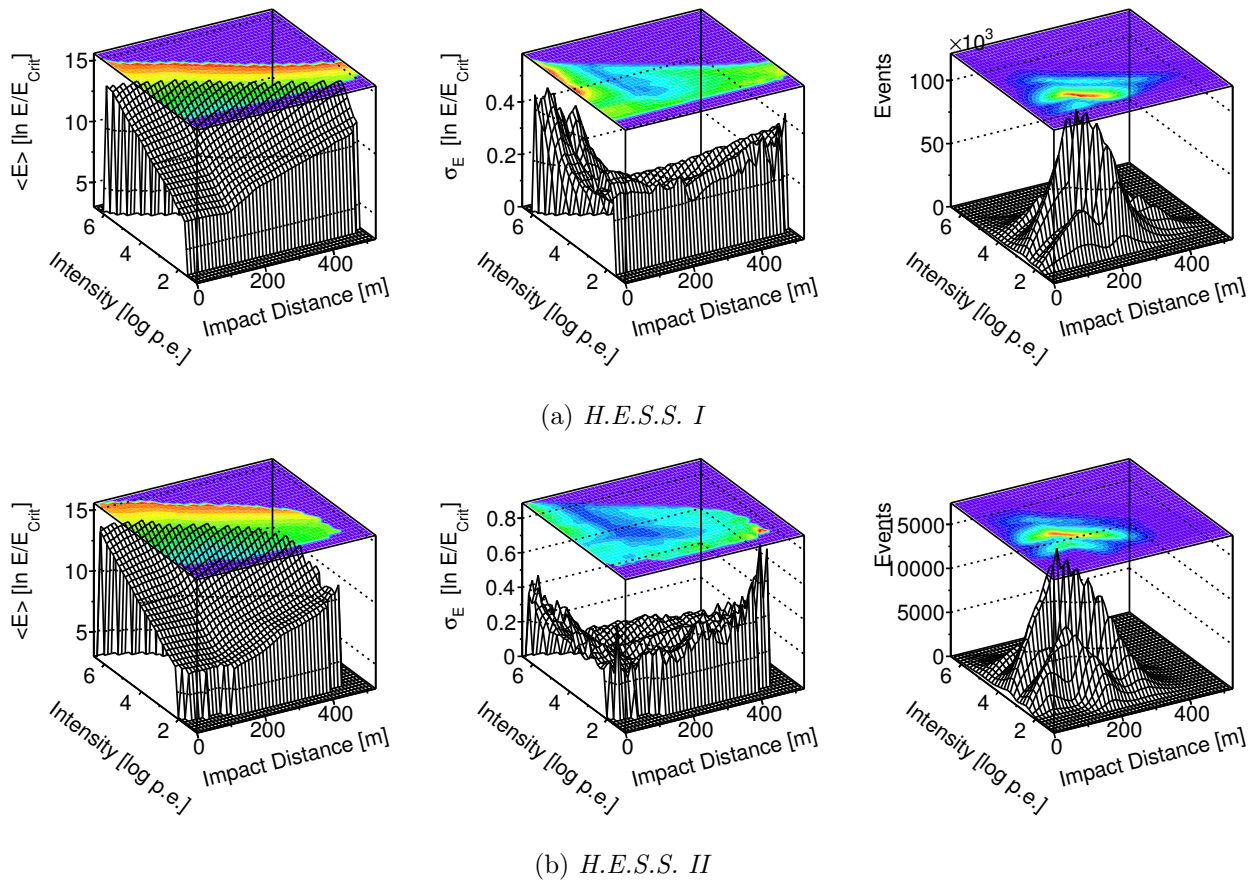 <E> [ln E/E_Crit]
15
10
5
6
4
2
0
200
400
Intensity [log p.e.]
Impact Distance [m]
σ_E [ln E/E_Crit]
0.4
0.2
0
6
4
2
0
200
400
Intensity [log p.e.]
Impact Distance [m]
×10³
Events
100
50
0
6
4
2
0
200
400
Intensity [log p.e.]
Impact Distance [m]
(a) H.E.S.S. I
<E> [ln E/E_Crit]
15
10
5
6
4
2
0
200
400
Intensity [log p.e.]
Impact Distance [m]
σ_E [ln E/E_Crit]
0.8
0.6
0.4
0.2
0
6
4
2
0
200
400
Intensity [log p.e.]
Impact Distance [m]
Events
15000
10000
5000
0
6
4
2
0
200
400
Intensity [log p.e.]
Impact Distance [m]
(b) H.E.S.S. II